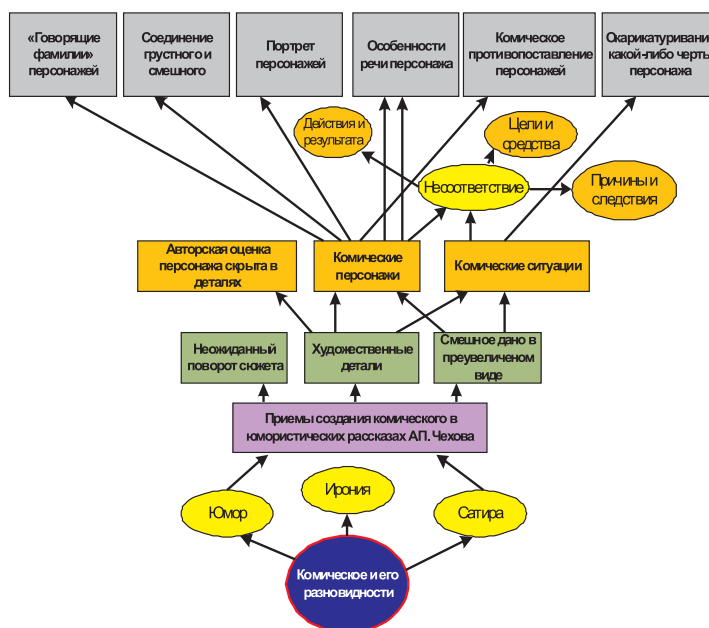 «Говорящие
фамилии»
персонажей
Соединение
грустного и
смешного
Портрет
персонажей
Особенности
речи персонажа
Комическое
противопоставление
персонажей
Окарикатуривание
какой-либо черты
персонажа
Действия и
результата
Цели и
средства
Несоответствие
Причины и
следствия
Авторская оценка
персонажа скрыта в
деталях
Комические
персонажи
Комические ситуации
Неожиданный
поворот сюжета
Художественные
детали
Смешное дано в
преувеличеном
виде
Приемы создания комического в
юмористических рассказах А.П. Чехова
Юмор
Ирония
Сатира
Комическое и его
разновидности